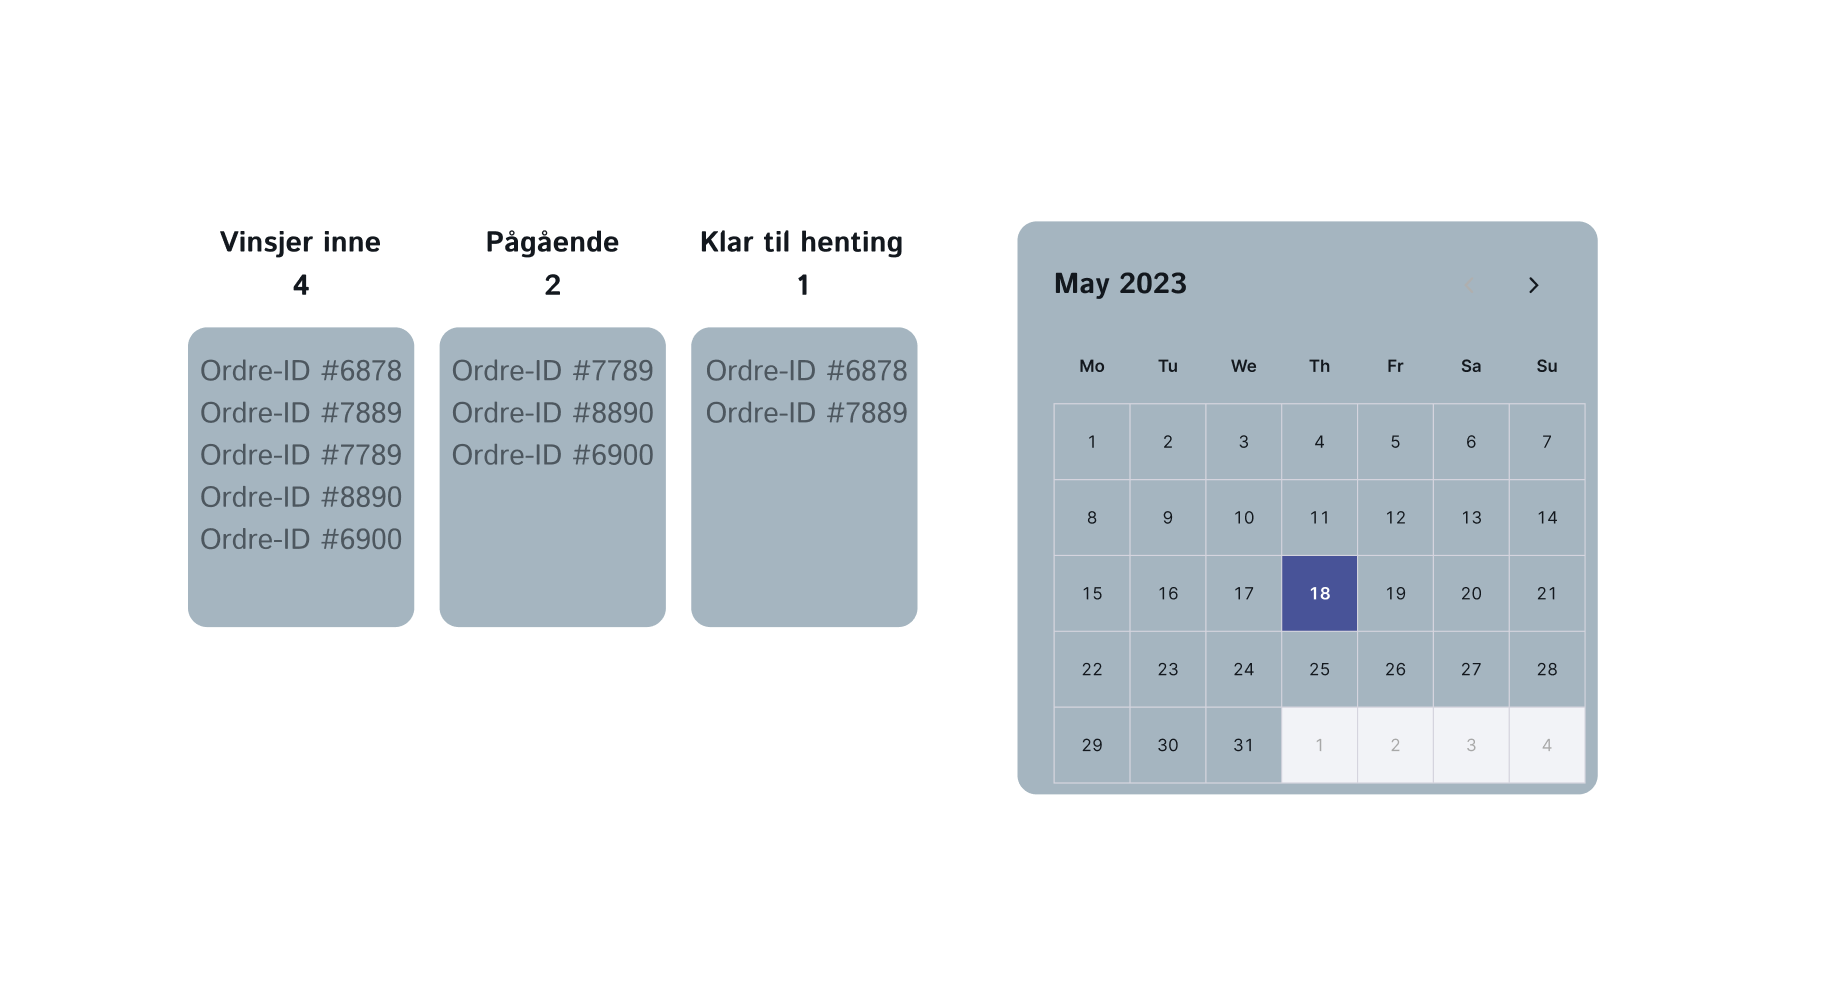 Vinsjer inne
4
Ordre-ID #6878
Ordre-ID #7889
Ordre-ID #7789
Ordre-ID #8890
Ordre-ID #6900
Pågående
2
Ordre-ID #7789
Ordre-ID #8890
Ordre-ID #6900
Klar til henting
1
Ordre-ID #6878
Ordre-ID #7889
May 2023
Mo Tu We Th Fr Sa Su
1 2 3 4 5 6 7
8 9 10 11 12 13 14
15 16 17 18 19 20 21
22 23 24 25 26 27 28
29 30 31 1 2 3 4